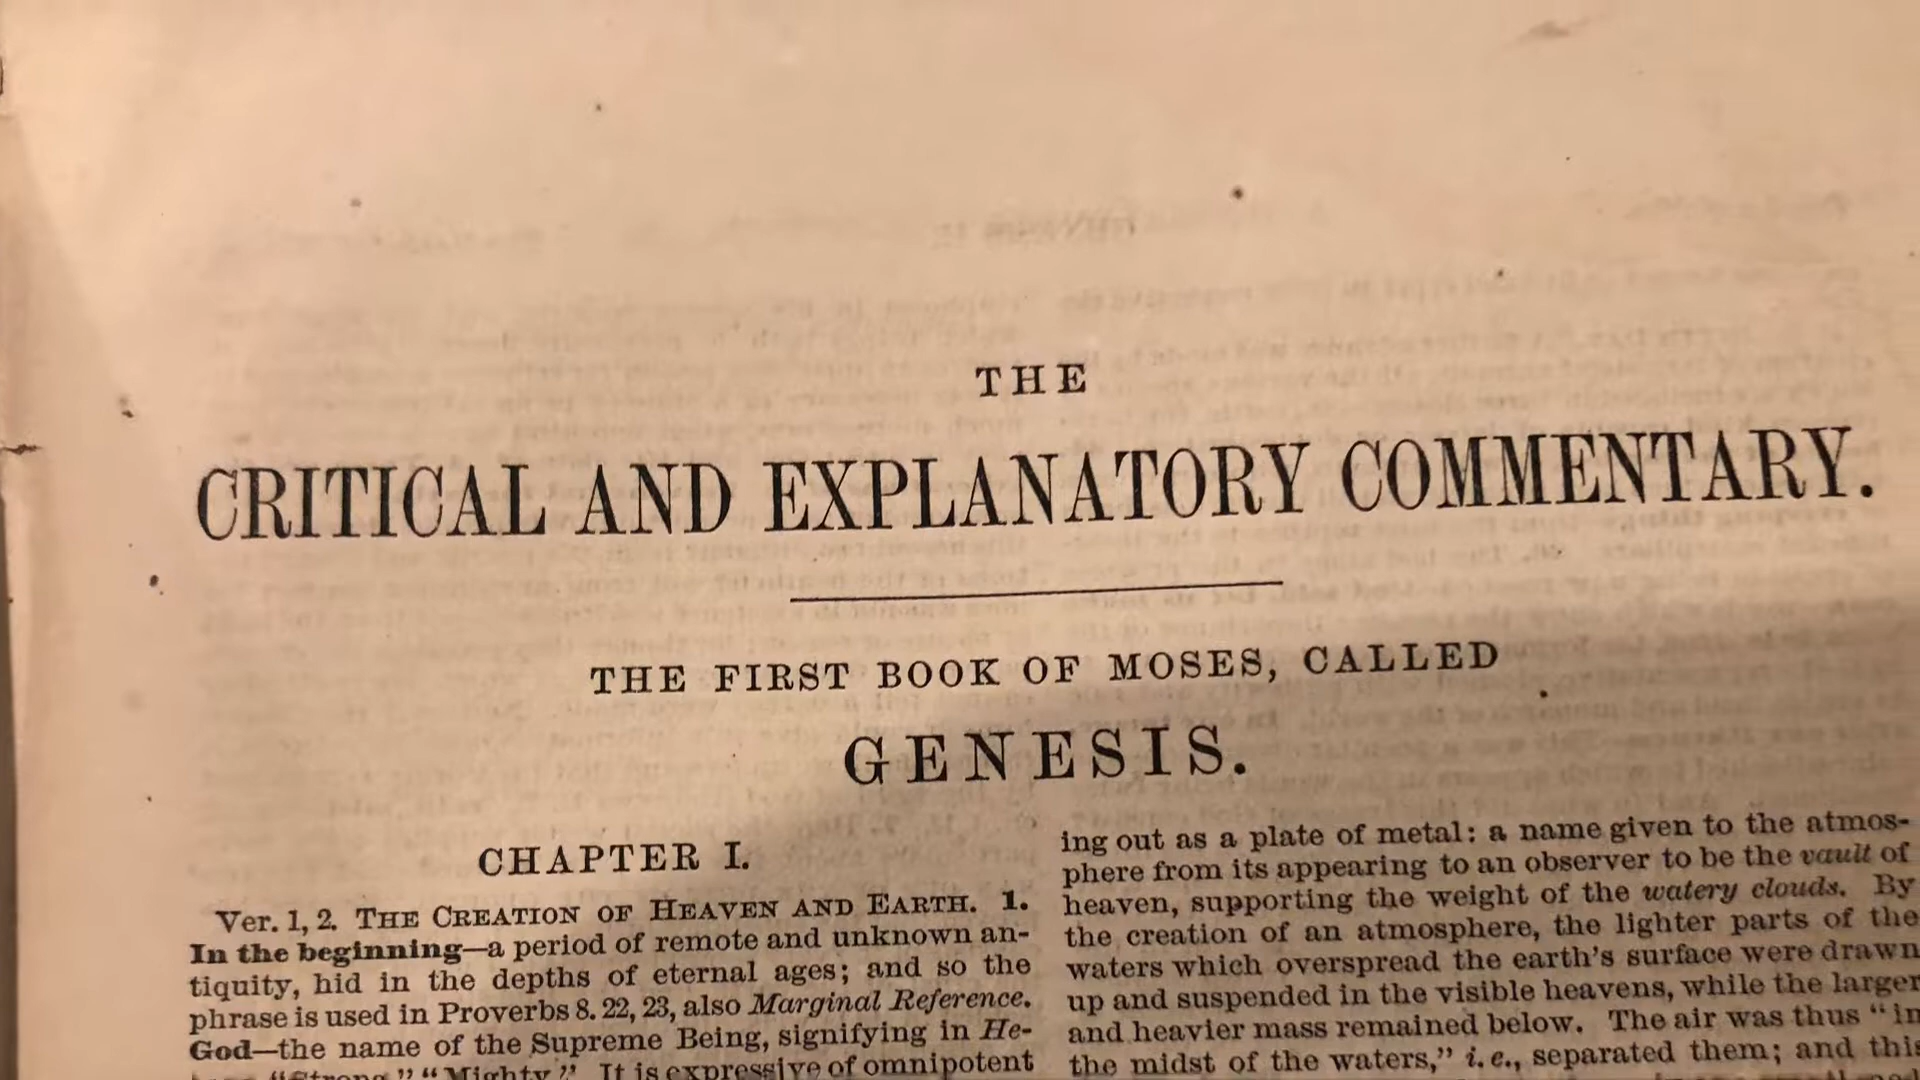 THE
CRITICAL AND EXPLANATORY COMMENTARY.
THE FIRST BOOK OF MOSES, CALLED
GENESIS.
CHAPTER I.
Ver. 1, 2. THE CREATION OF HEAVEN AND EARTH. 1.
In the beginning—a period of remote and unknown an-
tiquity, hid in the depths of eternal ages; and so the
phrase is used in Proverbs 8. 22, 23, also Marginal Reference.
God—the name of the Supreme Being, signifying in He-
"Strong," "Mighty." It is expressive of omnipotent
ing out as a plate of metal: a name given to the atmos-
phere from its appearing to an observer to be the vault of
heaven, supporting the weight of the watery clouds. By
the creation of an atmosphere, the lighter parts of the
waters which overspread the earth's surface were drawn
up and suspended in the visible heavens, while the larger
and heavier mass remained below. The air was thus "in
the midst of the waters," i. e., separated them; and this